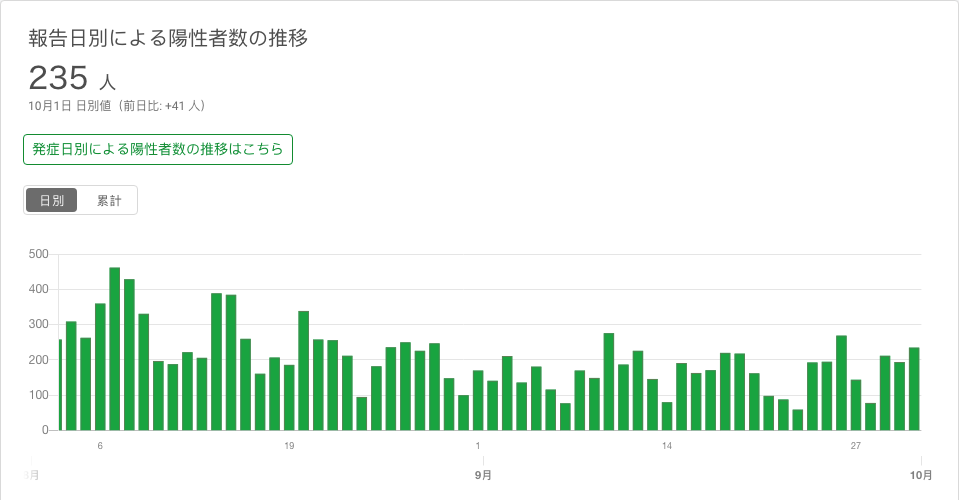 報告日別による陽性者数の推移
235 人
10月1日 日別値（前日比: +41 人）
発症日別による陽性者数の推移はこちら
日別 累計
500
400
300
200
100
0
6 19 1 14 27
月 9月 10月